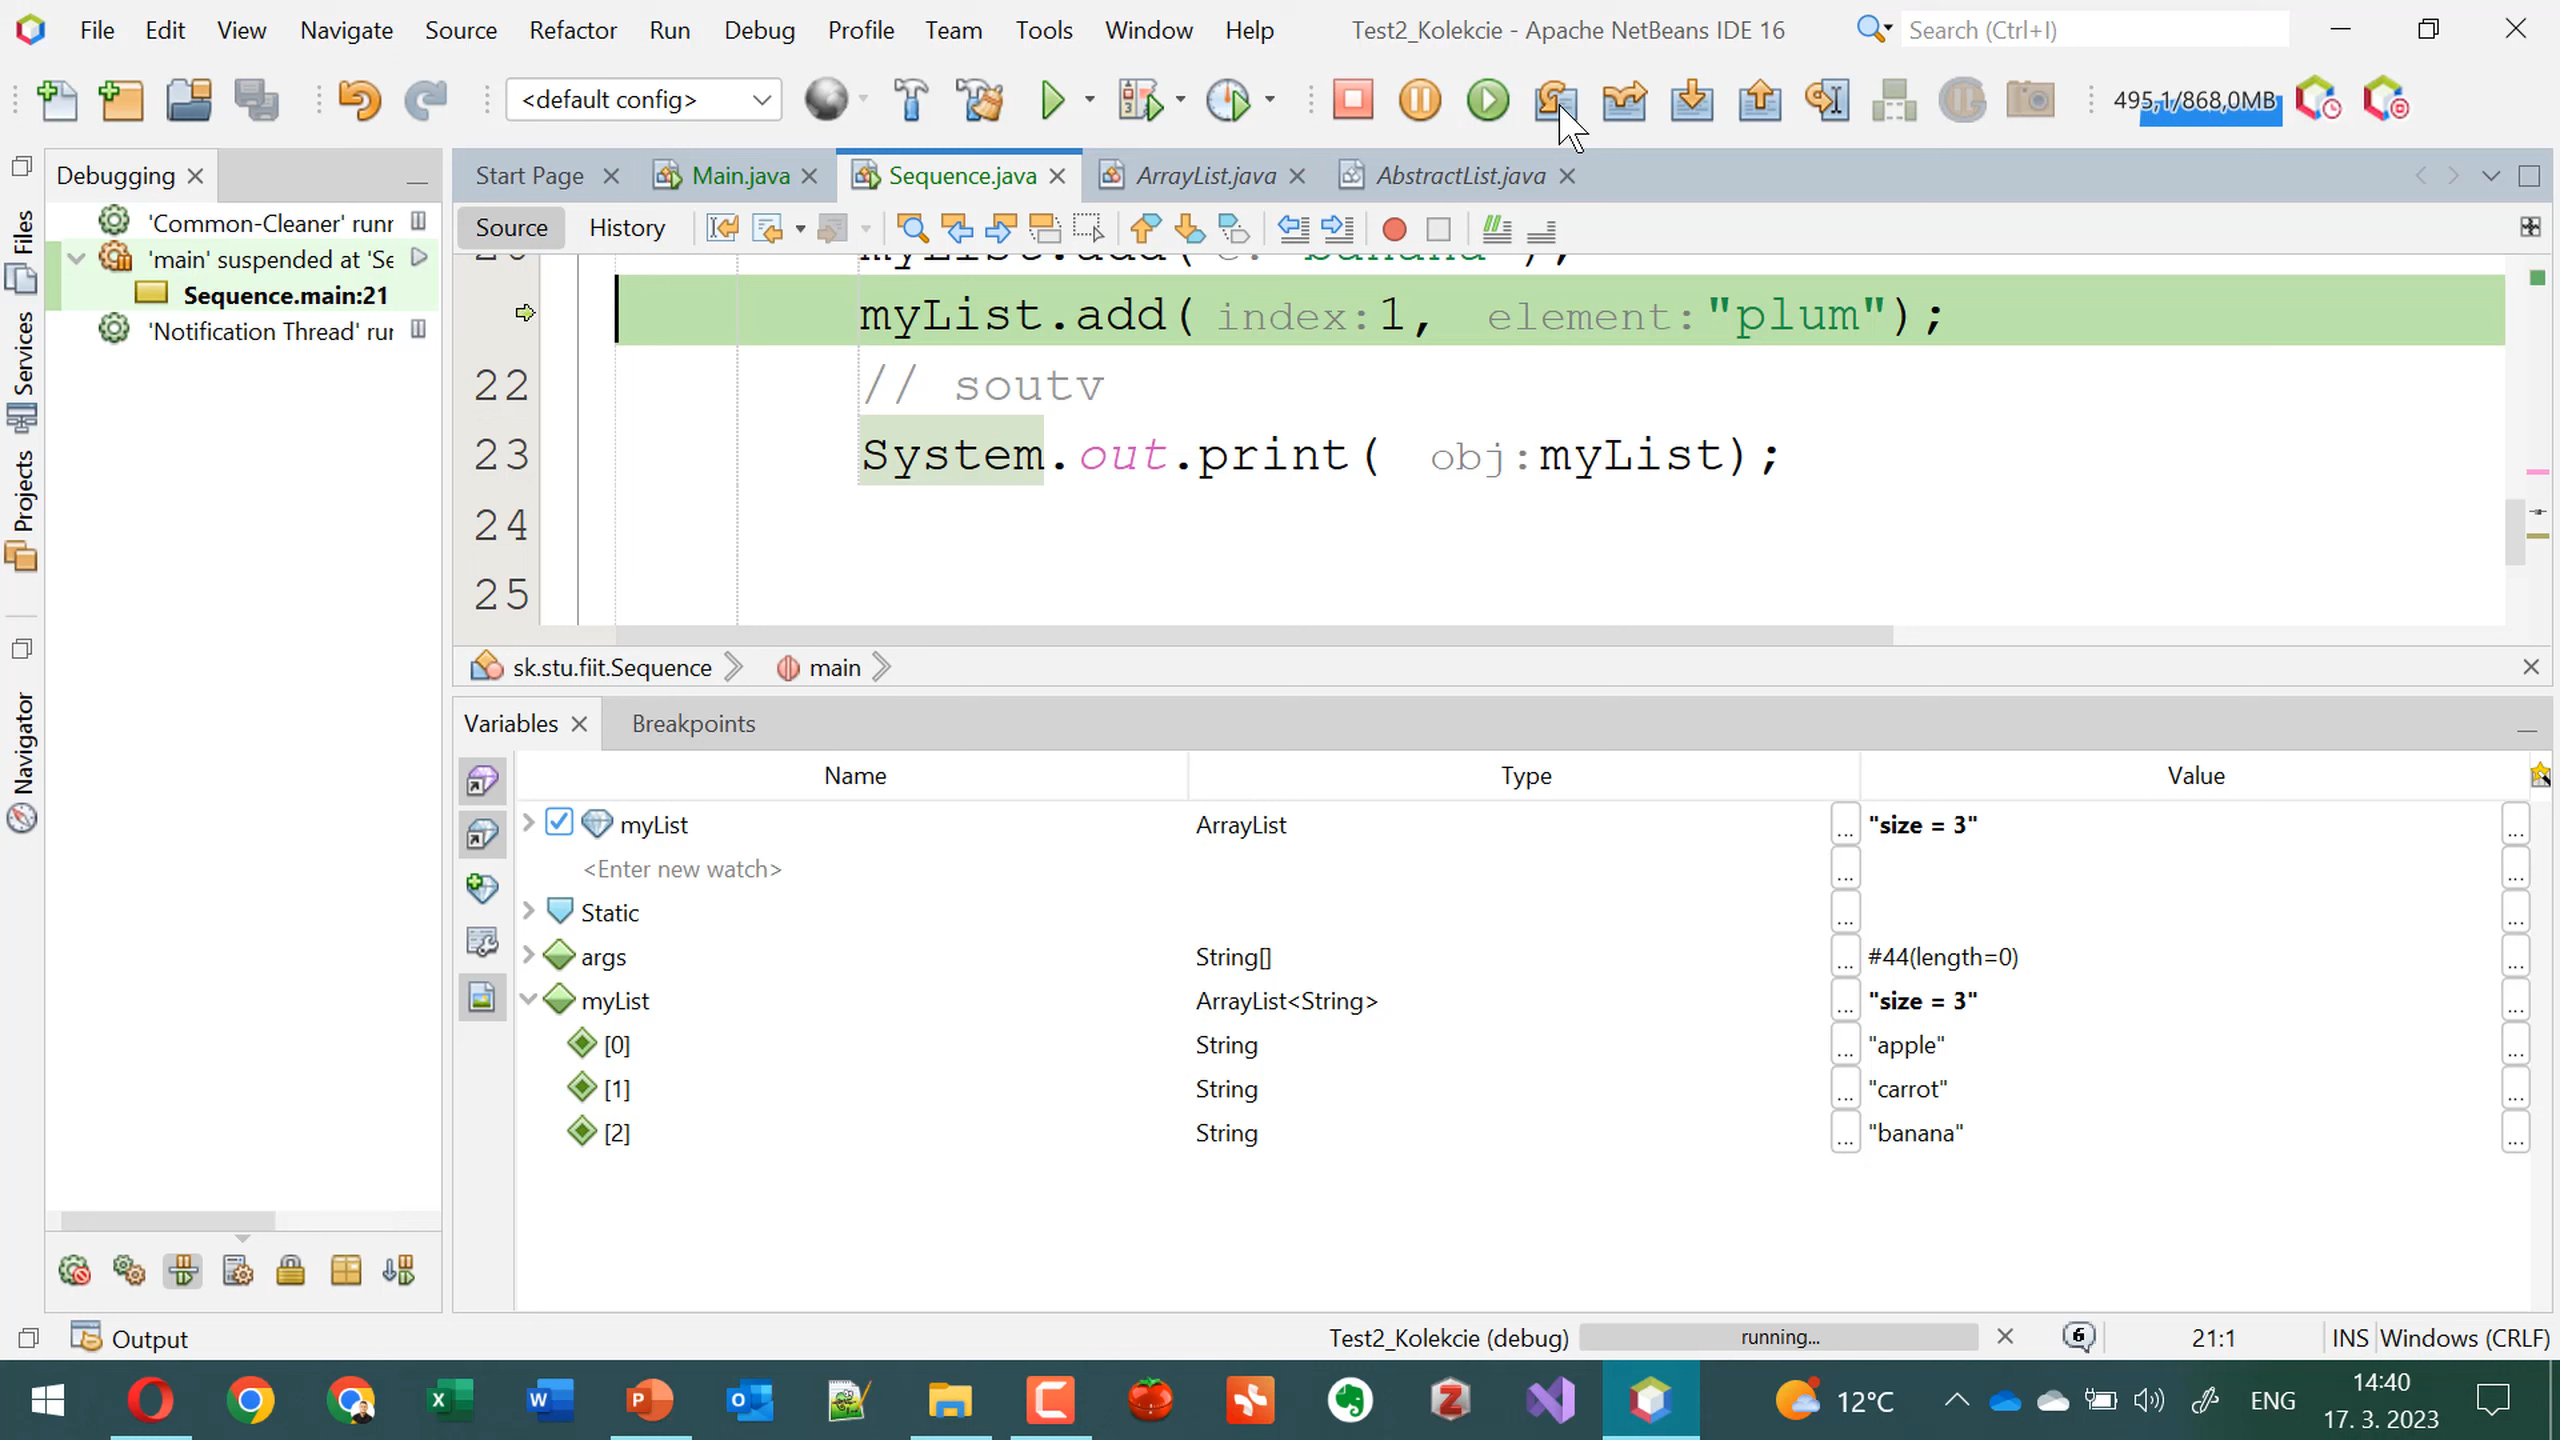 File Edit View Navigate Source Refactor Run Debug Profile Team Tools Window Help Test2_Kolekcie - Apache NetBeans IDE 16 Search (Ctrl+I)
<default config> 495,1/868,0MB
Debugging
Start Page Main.java Sequence.java ArrayList.java AbstractList.java
Source History
'Common-Cleaner' runr
'main' suspended at 'Se
Sequence.main:21
'Notification Thread' rur
Files
Services
Projects
Navigator
20 myList.add( e: "banana");
myList.add( index:1, element:"plum");
22 // soutv
23 System.out.print( obj:myList);
24
25
sk.stu.fiit.Sequence main
Variables Breakpoints
Name Type Value
myList ArrayList ... "size = 3" ...
<Enter new watch> ... ...
Static ... ...
args String[] ... #44(length=0) ...
myList ArrayList<String> ... "size = 3" ...
[0] String ... "apple" ...
[1] String ... "carrot" ...
[2] String ... "banana" ...
Output Test2_Kolekcie (debug) running... 6 21:1 INS Windows (CRLF)
12°C ENG 14:40
17. 3. 2023